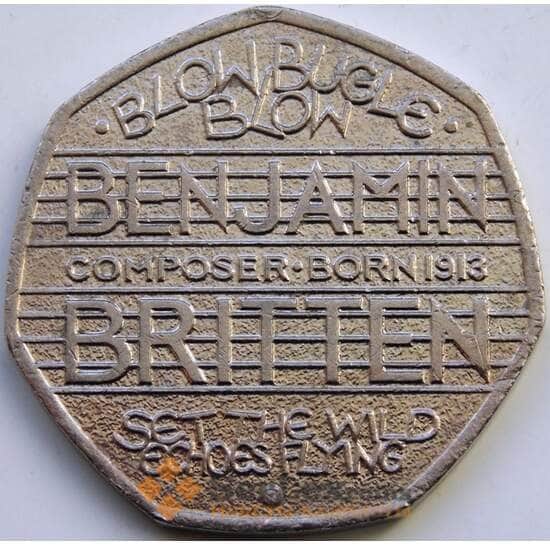 · BLOW BUGLE ·
BLOW
BENJAMIN
COMPOSER · BORN 1913
BRITTEN
SET THE WILD
ECHOES FLYING